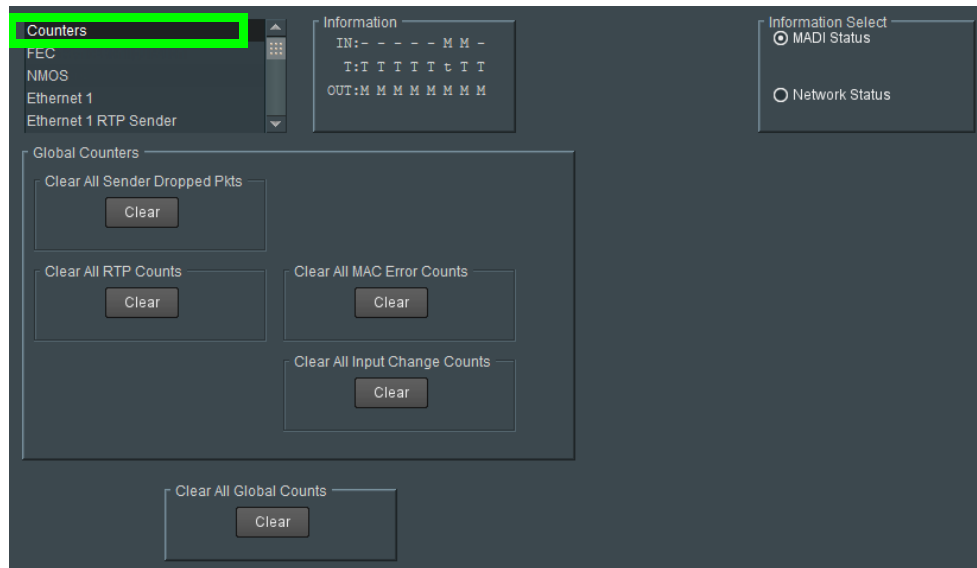 Counters
FEC
NMOS
Ethernet 1
Ethernet 1 RTP Sender
Information
IN:- - - - - M M -
T:T T T T T t T T
OUT:M M M M M M M M
Information Select
MADI Status
Network Status
Global Counters
Clear All Sender Dropped Pkts
Clear
Clear All RTP Counts
Clear
Clear All MAC Error Counts
Clear
Clear All Input Change Counts
Clear
Clear All Global Counts
Clear